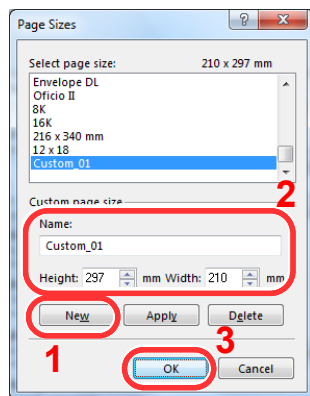 Page Sizes
Select page size: 210 x 297 mm
Envelope DL
Oficio II
8K
16K
216 x 340 mm
12 x 18
Custom_01
Custom page size
2
Name:
Custom_01
Height: 297 mm Width: 210 mm
New Apply Delete
1 3
OK Cancel